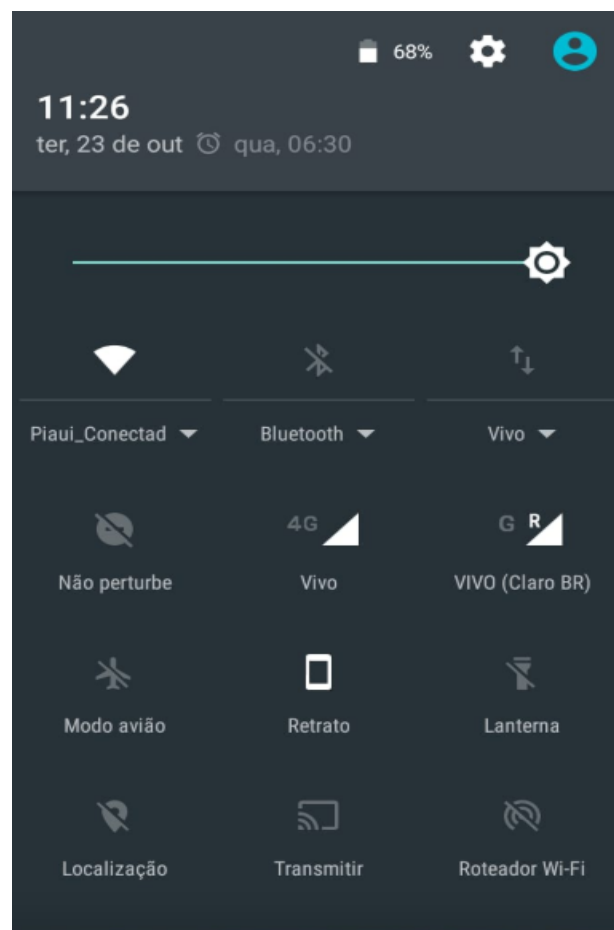 68%
11:26
ter, 23 de out qua, 06:30
Piaui_Conectad Bluetooth Vivo
4G G R
Não perturbe Vivo VIVO (Claro BR)
Modo avião Retrato Lanterna
Localização Transmitir Roteador Wi-Fi